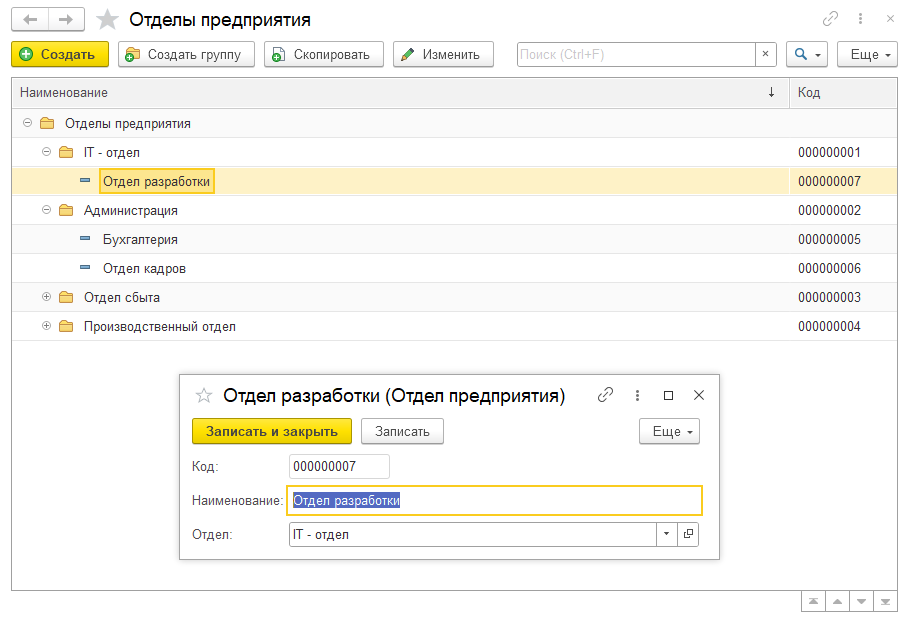 Отделы предприятия
Создать Создать группу Скопировать Изменить Поиск (Ctrl+F) × Еще
Наименование ↓ Код
Отделы предприятия
IT - отдел 000000001
Отдел разработки 000000007
Администрация 000000002
Бухгалтерия 000000005
Отдел кадров 000000006
Отдел сбыта 000000003
Производственный отдел 000000004
Отдел разработки (Отдел предприятия)
Записать и закрыть Записать Еще
Код: 000000007
Наименование: Отдел разработки
Отдел: IT - отдел